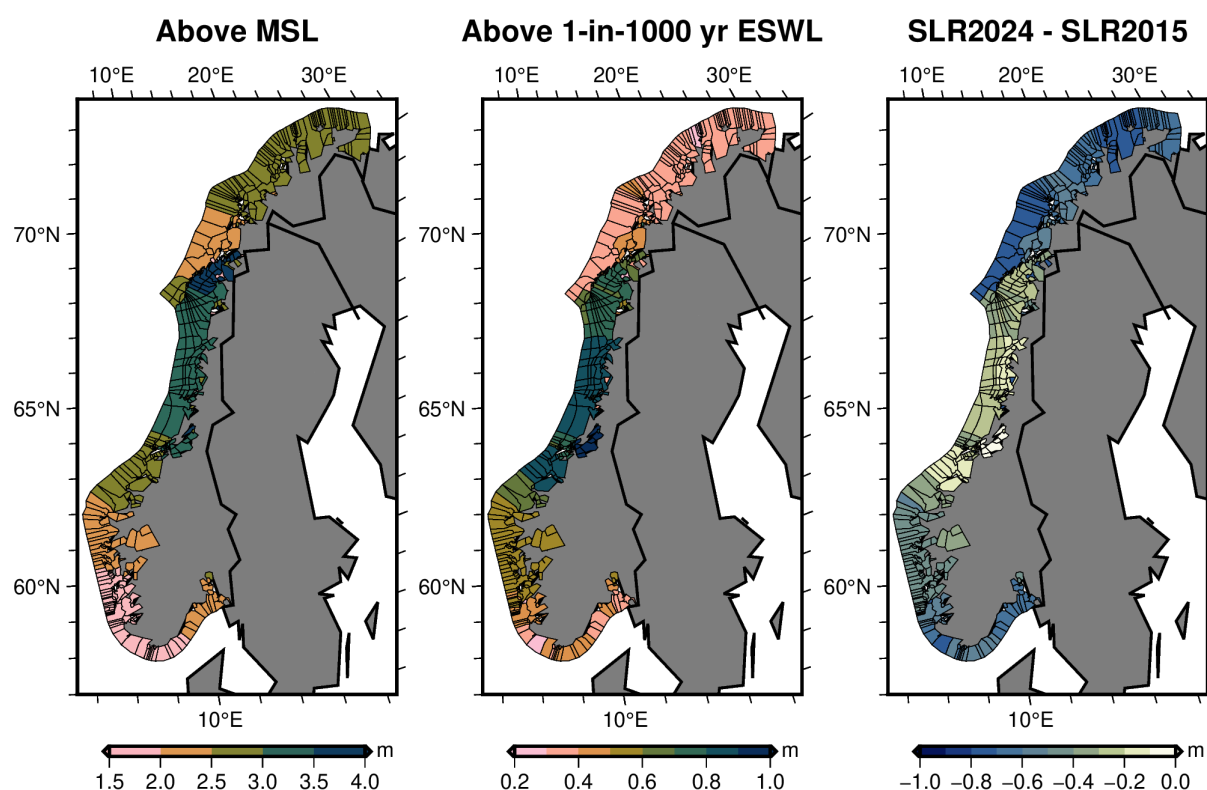 Above MSL
Above 1-in-1000 yr ESWL
SLR2024 - SLR2015
10°E 20°E 30°E
10°E 20°E 30°E
10°E 20°E 30°E
70°N
70°N
70°N
65°N
65°N
65°N
60°N
60°N
60°N
10°E
10°E
10°E
m
m
m
1.5 2.0 2.5 3.0 3.5 4.0
0.2 0.4 0.6 0.8 1.0
−1.0 −0.8 −0.6 −0.4 −0.2 0.0